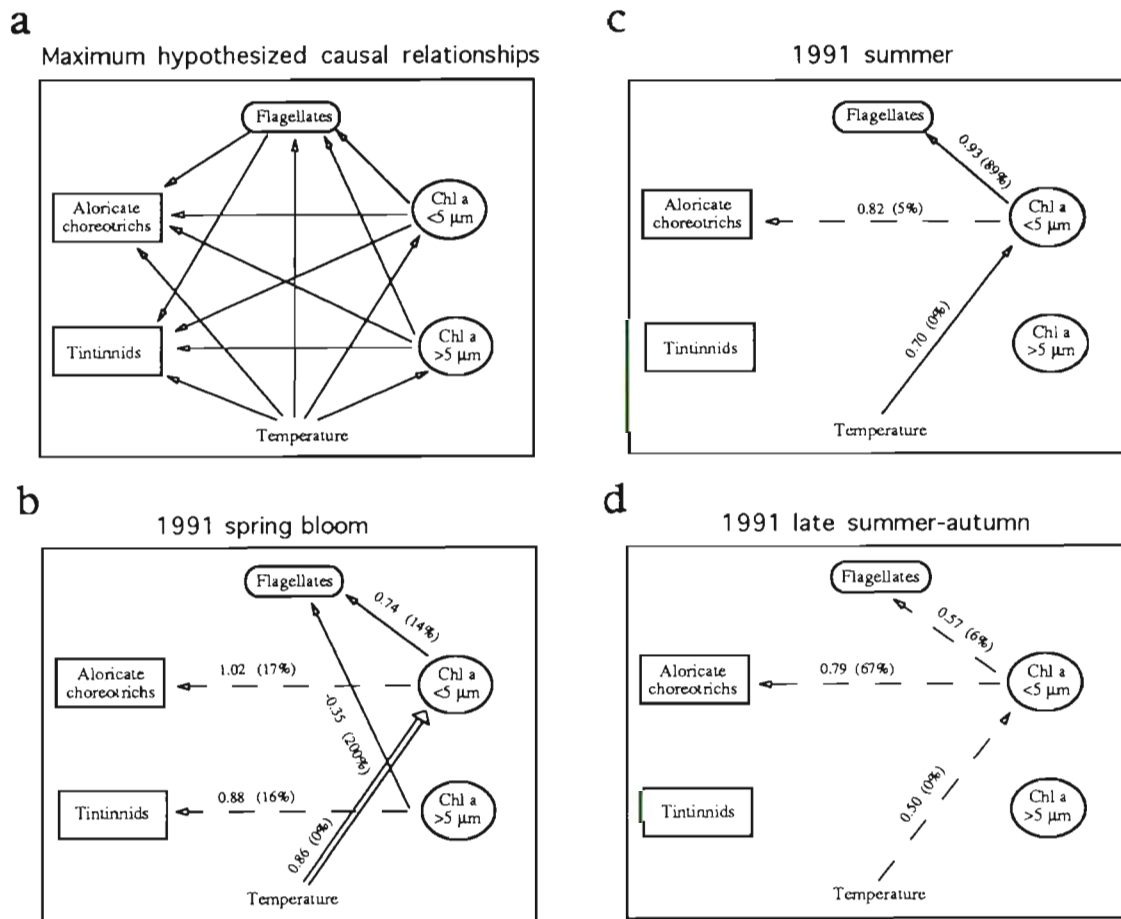 a
Maximum hypothesized causal relationships
Flagellates
Aloricate
choreotrichs
Chl a
<5 µm
Tintinnids
Chl a
>5 µm
Temperature
b
1991 spring bloom
Flagellates
0.74 (14%)
Aloricate
choreotrichs
1.02 (17%)
Chl a
<5 µm
-0.35 (200%)
Tintinnids
0.88 (16%)
Chl a
>5 µm
0.86 (0%)
Temperature
c
1991 summer
Flagellates
0.93 (89%)
Aloricate
choreotrichs
0.82 (5%)
Chl a
<5 µm
0.70 (0%)
Tintinnids
Chl a
>5 µm
Temperature
d
1991 late summer-autumn
Flagellates
0.57 (6%)
Aloricate
choreotrichs
0.79 (67%)
Chl a
<5 µm
0.50 (0%)
Tintinnids
Chl a
>5 µm
Temperature